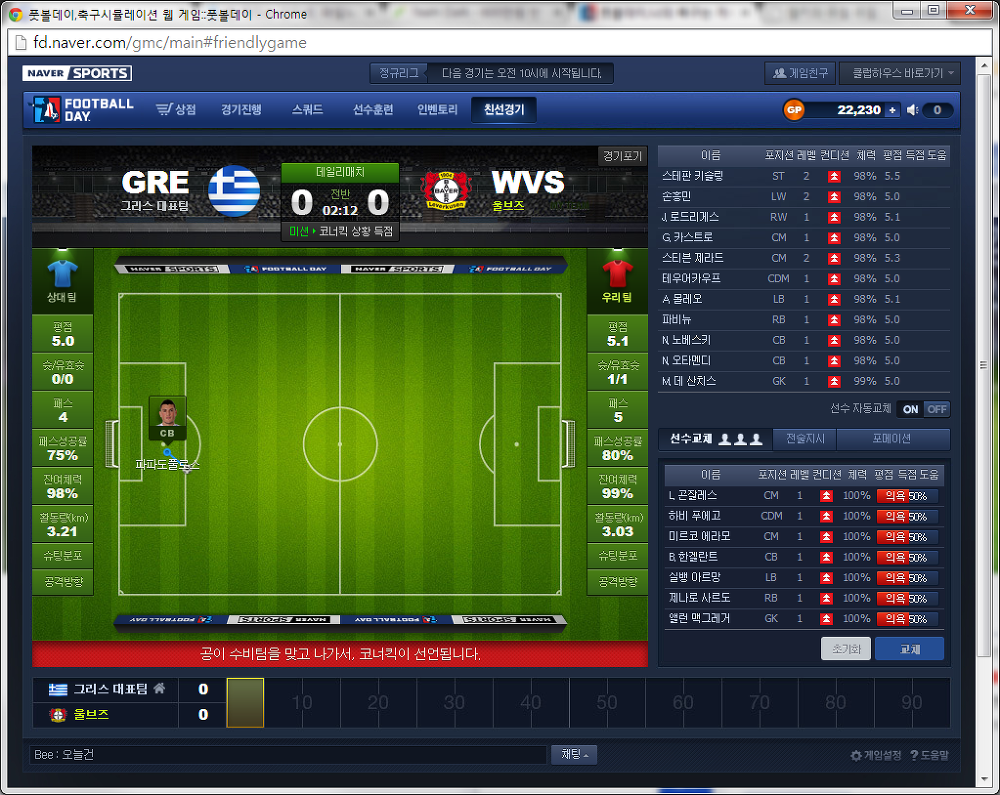 풋볼데이,축구시뮬레이션 웹 게임::풋볼데이 - Chrome
fd.naver.com/gmc/main#friendlygame
NAVER SPORTS
정규리그 다음 경기는 오전 10시에 시작됩니다.
게임친구 클럽하우스 바로가기
FOOTBALL DAY.
상점 경기진행 스쿼드 선수훈련 인벤토리 친선경기
GP 22,230 + 0
경기포기
GRE
그리스 대표팀
데일리매치
0 전반 02:12 0
미션 코너킥 상황 득점
WVS
울브즈
상대팀
평점
5.0
슛/유효슛
0/0
패스
4
패스성공률
75%
잔여체력
98%
활동량(km)
3.21
슈팅분포
공격방향
NAVER SPORTS FOOTBALL DAY NAVER SPORTS FOOTBALL DAY
CB
파파도풀로스
FOOTBALL DAY NAVER SPORTS FOOTBALL DAY NAVER SPORTS
우리팀
평점
5.1
슛/유효슛
1/1
패스
5
패스성공률
80%
잔여체력
99%
활동량(km)
3.03
슈팅분포
공격방향
공이 수비팀을 맞고 나가서, 코너킥이 선언됩니다.
이름 포지션 레벨 컨디션 체력 평점 득점 도움
스테판 키슬링 ST 2 98% 5.5
손흥민 LW 2 98% 5.0
J. 로드리게스 RW 1 98% 5.1
G. 카스트로 CM 1 98% 5.0
스티븐 제라드 CM 2 98% 5.3
테우어카우프 CDM 1 98% 5.0
A. 물레오 LB 1 98% 5.1
파비뉴 RB 1 98% 5.0
N. 노베스키 CB 1 98% 5.0
N. 오타멘디 CB 1 98% 5.0
M. 데 산치스 GK 1 99% 5.0
선수 자동교체 ON OFF
선수교체 전술지시 포메이션
이름 포지션 레벨 컨디션 체력 평점 득점 도움
L. 곤잘레스 CM 1 100% 의욕 50%
하비 푸에고 CDM 1 100% 의욕 50%
미르코 에라모 CM 1 100% 의욕 50%
B. 한겔란트 CB 1 100% 의욕 50%
실뱅 아르망 LB 1 100% 의욕 50%
제나로 사르도 RB 1 100% 의욕 50%
앨런 맥그레거 GK 1 100% 의욕 50%
초기화 교체
그리스 대표팀 0
울브즈 0
10 20 30 40 50 60 70 80 90
Bee : 오늘건
채팅
게임설정 ? 도움말